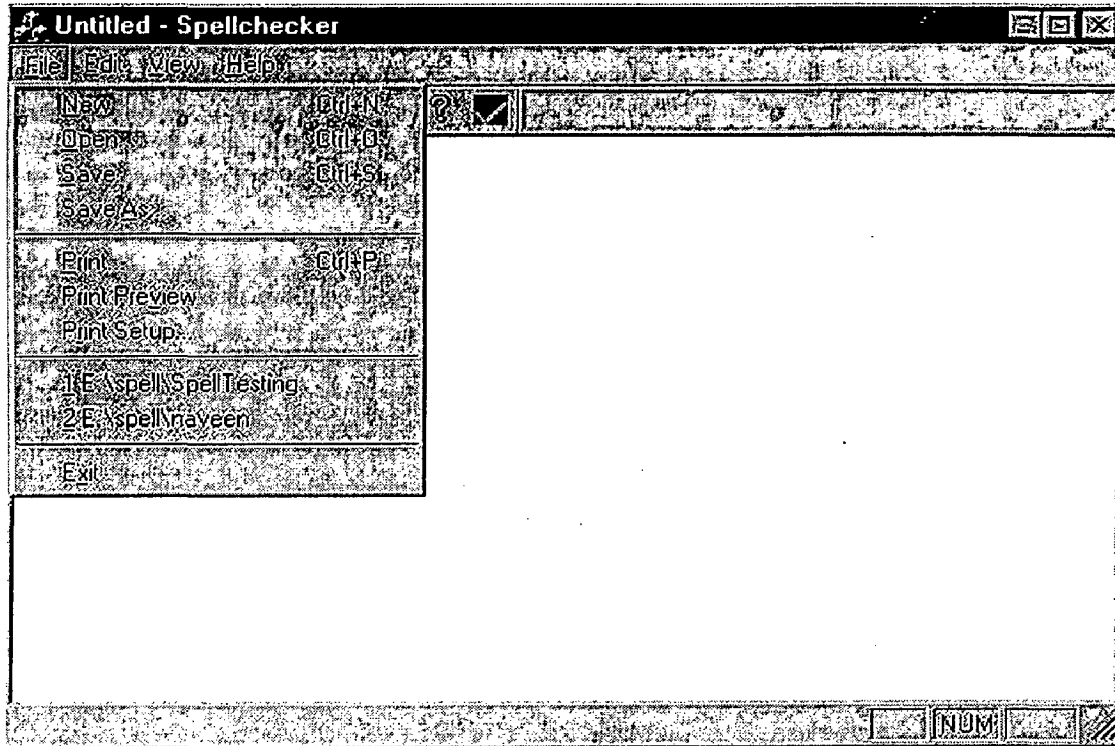 Untitled - Spellchecker
File Edit View Help
New Ctrl+N
Open... Ctrl+O
Save Ctrl+S
Save As...
Print... Ctrl+P
Print Preview
Print Setup...
1 E:\spell\SpellTesting
2 E:\spell\naveen
Exit
NUM